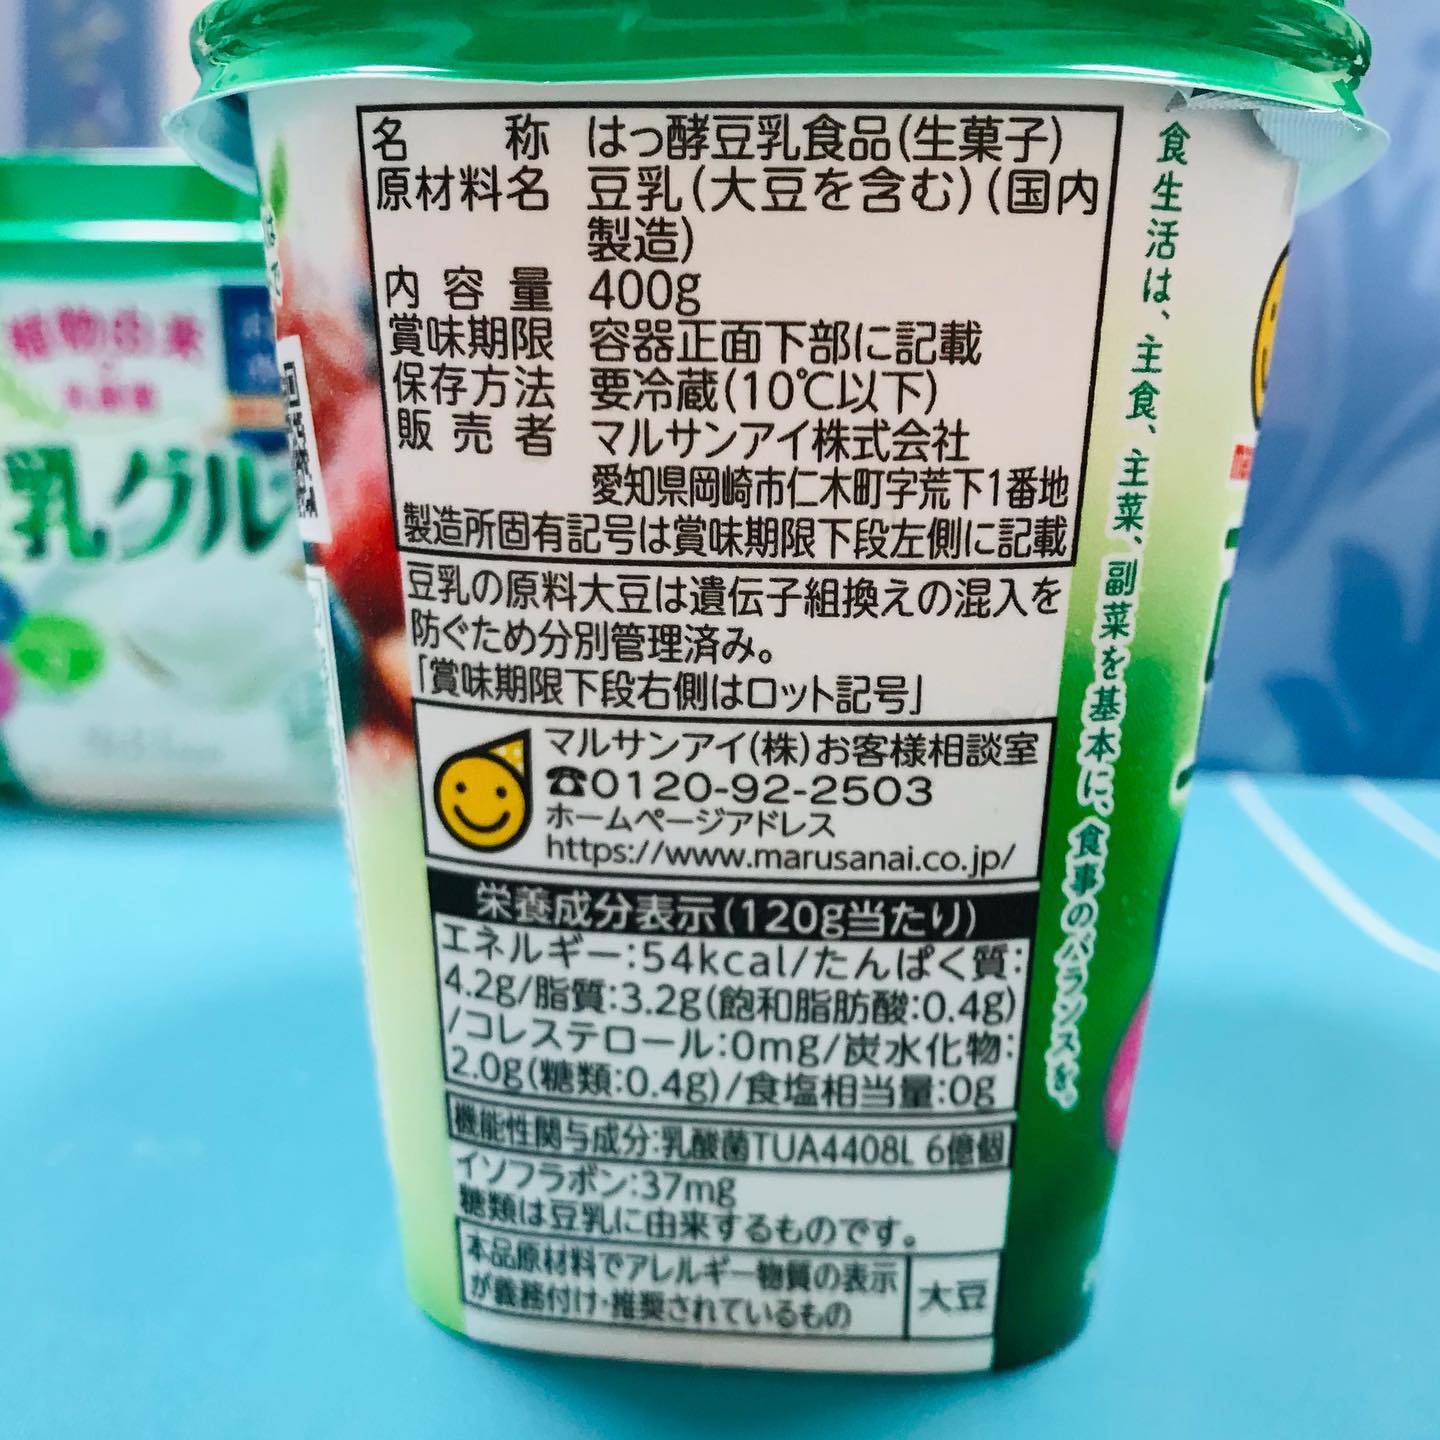 名称 はっ酵豆乳食品(生菓子)
原材料名 豆乳(大豆を含む)(国内
製造)
内容量 400g
賞味期限 容器正面下部に記載
保存方法 要冷蔵(10℃以下)
販売者 マルサンアイ株式会社
愛知県岡崎市仁木町字荒下1番地
製造所固有記号は賞味期限下段左側に記載
豆乳の原料大豆は遺伝子組換えの混入を
防ぐため分別管理済み。
「賞味期限下段右側はロット記号」
マルサンアイ(株)お客様相談室
☎0120-92-2503
ホームページアドレス
https://www.marusanai.co.jp/
栄養成分表示(120g当たり)
エネルギー:54kcal/たんぱく質:
4.2g/脂質:3.2g(飽和脂肪酸:0.4g)
/コレステロール:0mg/炭水化物:
2.0g(糖類:0.4g)/食塩相当量:0g
機能性関与成分:乳酸菌TUA4408L 6億個
イソフラボン:37mg
糖類は豆乳に由来するものです。
本品原材料でアレルギー物質の表示
が義務付け・推奨されているもの
大豆
食生活は、主食、主菜、副菜を基本に、食事のバランスを。
植物由来
乳グル